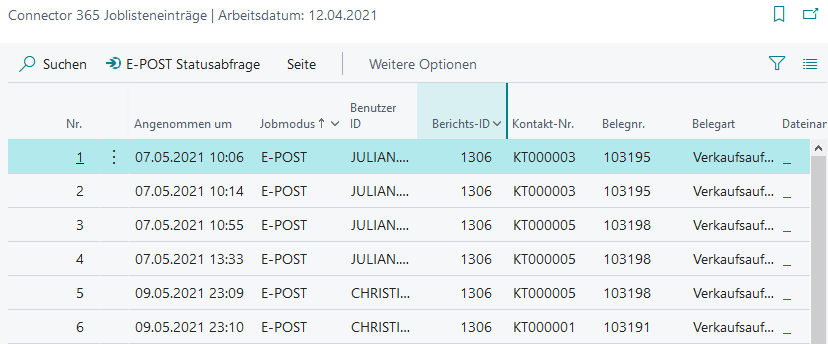 Connector 365 Joblisteneinträge | Arbeitsdatum: 12.04.2021
Suchen E-POST Statusabfrage Seite Weitere Optionen
Nr. Angenommen um Jobmodus ↑ Benutzer ID Berichts-ID Kontakt-Nr. Belegnr. Belegart Dateinan
1 07.05.2021 10:06 E-POST JULIAN.... 1306 KT000003 103195 Verkaufsauf... _
2 07.05.2021 10:14 E-POST JULIAN.... 1306 KT000003 103195 Verkaufsauf... _
3 07.05.2021 10:55 E-POST JULIAN.... 1306 KT000005 103198 Verkaufsauf... _
4 07.05.2021 13:33 E-POST JULIAN.... 1306 KT000005 103198 Verkaufsauf... _
5 09.05.2021 23:09 E-POST CHRISTI... 1306 KT000005 103198 Verkaufsauf... _
6 09.05.2021 23:10 E-POST CHRISTI... 1306 KT000001 103191 Verkaufsauf... _